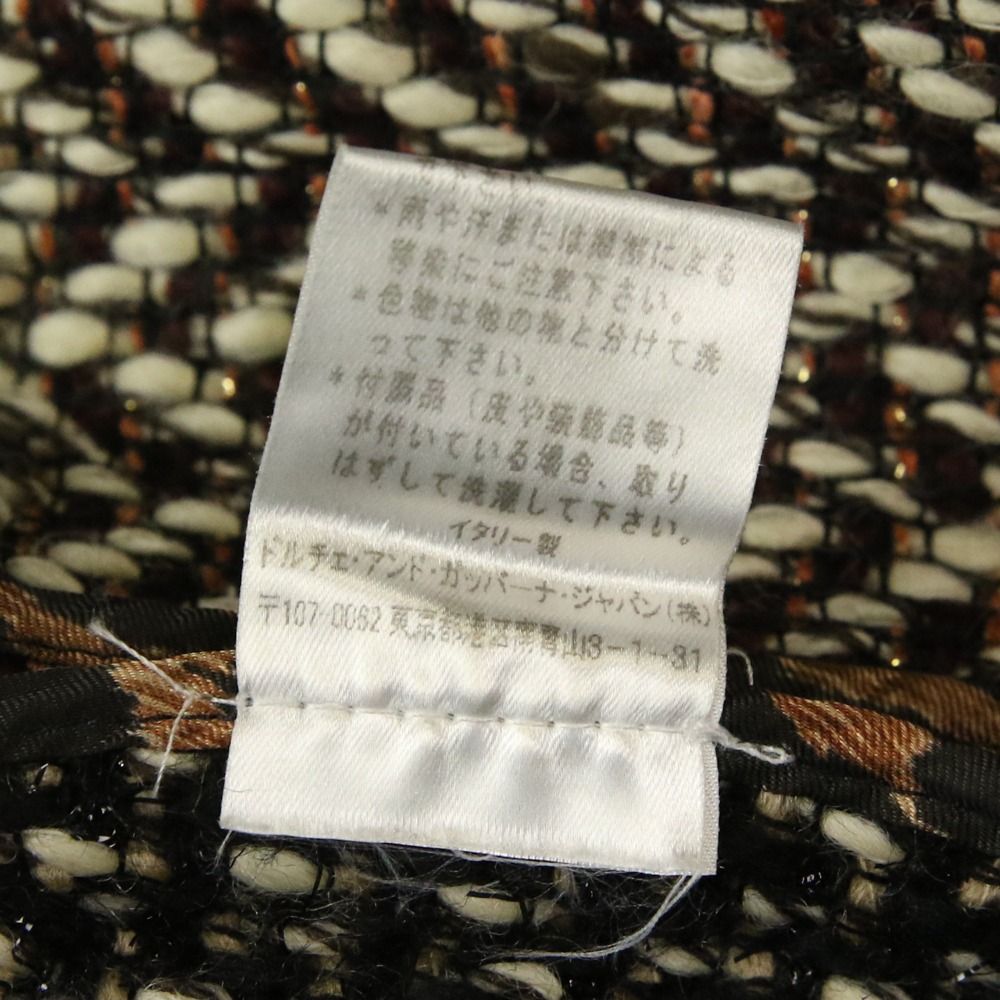 *雨や汗または摩擦による
移染にご注意下さい。
*色物は他の物と分けて洗
って下さい。
*付属品（皮や装飾品等）
が付いている場合、取り
はずして洗濯して下さい。
イタリー製
ドルチェ・アンド・ガッバーナ・ジャパン(株)
〒107-0062 東京都港区南青山3-1-31